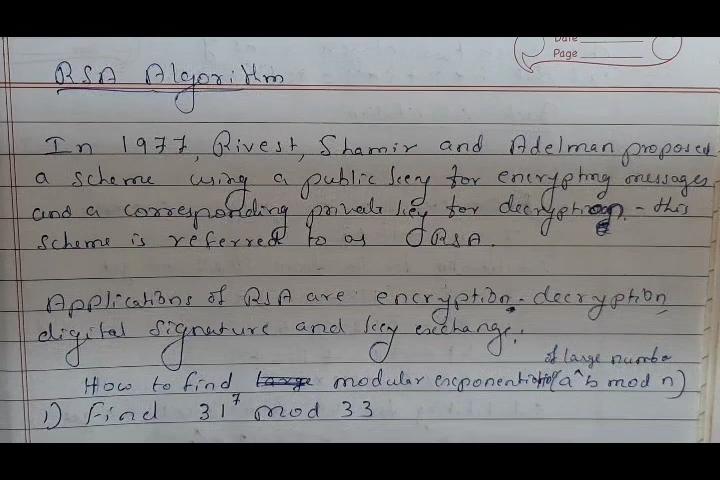 Date
Page
RSA Algorithm
In 1977, Rivest, Shamir and Adelman proposed
a scheme using a public key for encrypting messages
and a corresponding private key for decryption. - this
scheme is referred to as RSA.
Applications of RSA are encryption - decryption,
digital signature and key exchange.
of large number
How to find large modular exponentiation (a^b mod n)
1) Find 31⁷ mod 33